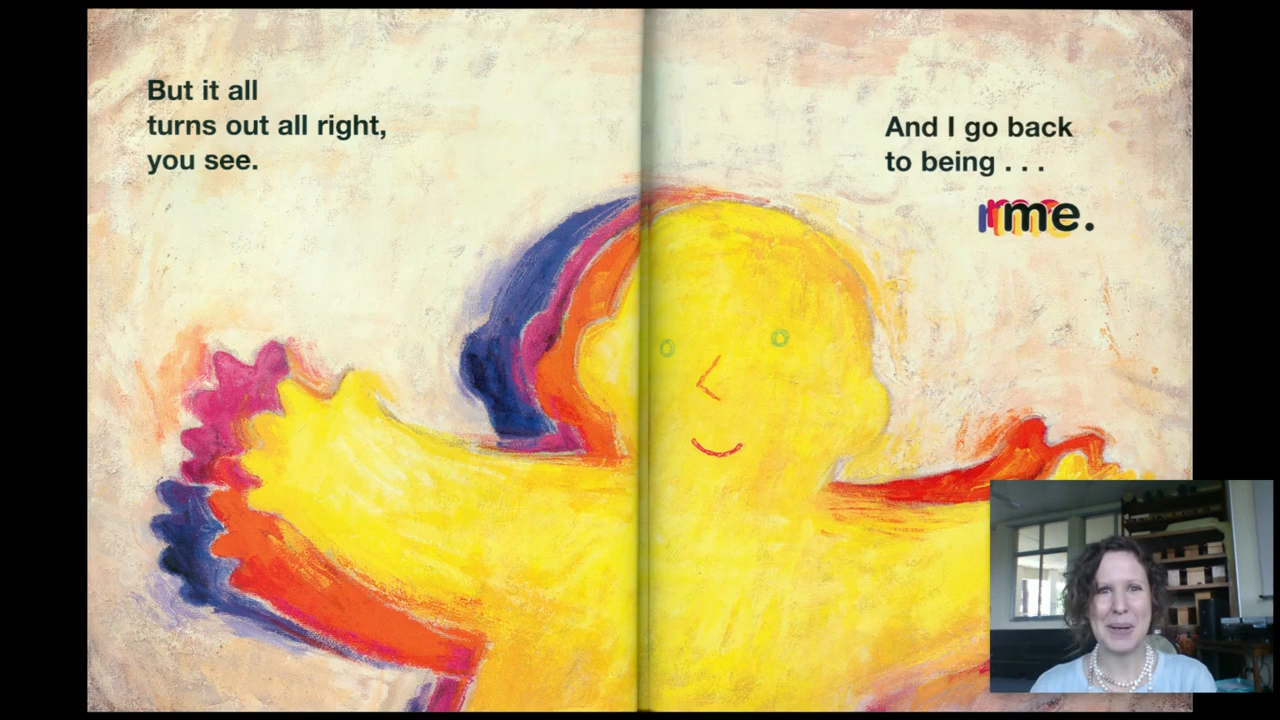 But it all
turns out all right,
you see.
And I go back
to being . . .
me.